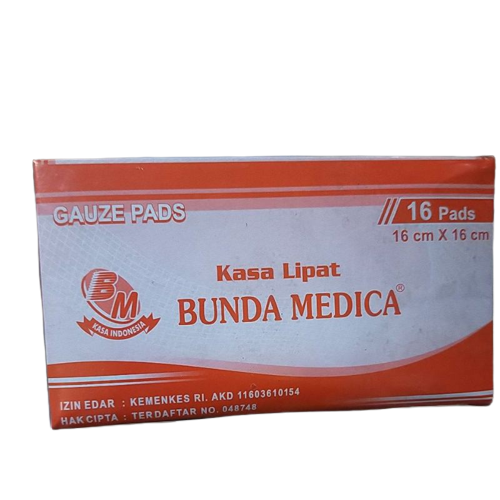 GAUZE PADS
// 16 Pads
16 cm X 16 cm
Kasa Lipat
BUNDA MEDICA®
BM
KASA INDONESIA
IZIN EDAR : KEMENKES RI. AKD 11603610154
HAK CIPTA : TERDAFTAR NO. 048748